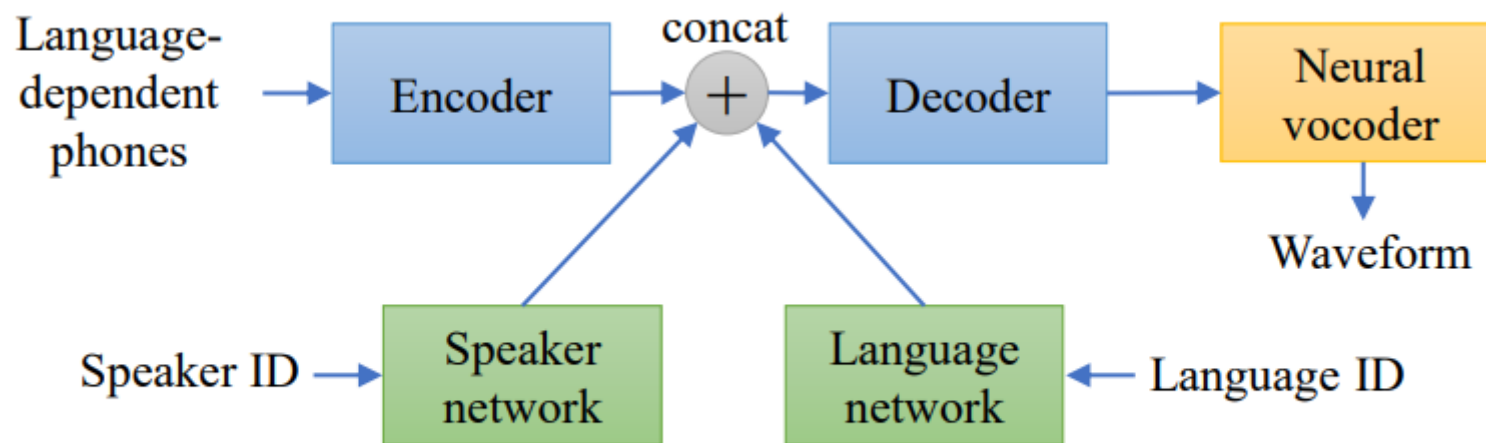 Language-
dependent
phones
Encoder
concat
+
Decoder
Neural
vocoder
Waveform
Speaker ID
Speaker
network
Language
network
Language ID